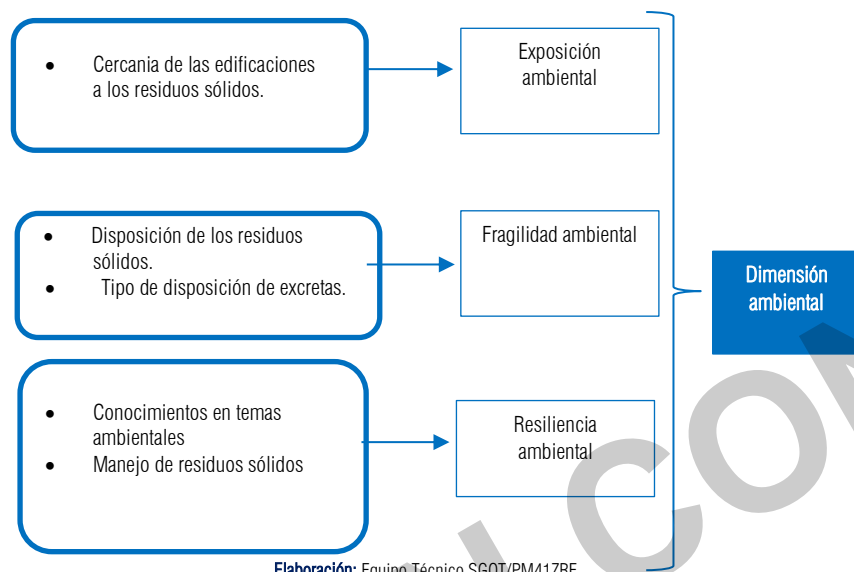 • Cercania de las edificaciones
a los residuos sólidos.
Exposición
ambiental
• Disposición de los residuos
sólidos.
• Tipo de disposición de excretas.
Fragilidad ambiental
Dimensión
ambiental
• Conocimientos en temas
ambientales
• Manejo de residuos sólidos
Resiliencia
ambiental
Elaboración: Equipo Técnico SGOT/PM41ZRE